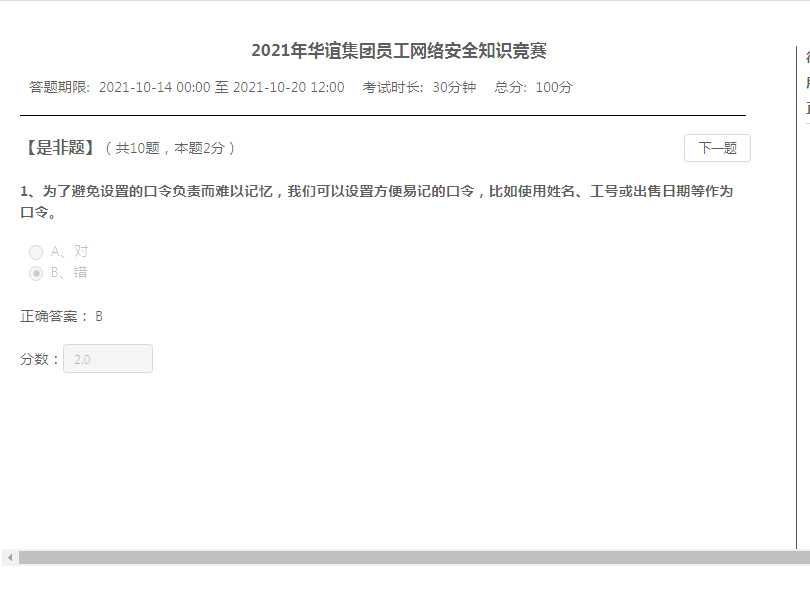 2021年华谊集团员工网络安全知识竞赛
答题期限: 2021-10-14 00:00 至 2021-10-20 12:00 考试时长: 30分钟 总分: 100分
【是非题】（共10题，本题2分）
下一题
1、为了避免设置的口令负责而难以记忆，我们可以设置方便易记的口令，比如使用姓名、工号或出售日期等作为
口令。
A、对
B、错
正确答案： B
分数： 2.0